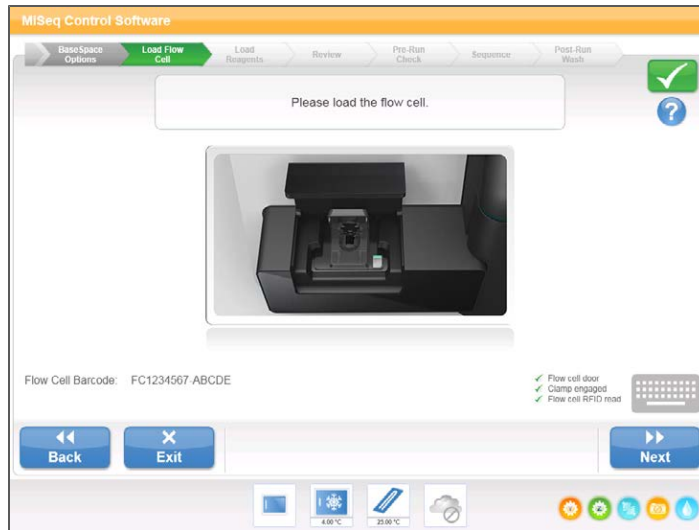 MiSeq Control Software
BaseSpace
Options
Load Flow
Cell
Load
Reagents
Review
Pre-Run
Check
Sequence
Post-Run
Wash
Please load the flow cell.
Flow Cell Barcode: FC1234567-ABCDE
Flow cell door
Clamp engaged
Flow cell RFID read
Back
Exit
Next
4.00 °C
25.00 °C